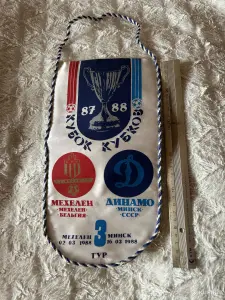 87 88
КУБОК КУБКОВ
МЕХЕЛЕН
·МЕХЕЛЕН·
БЕЛЬГИЯ
Д
ДИНАМО
·МИНСК·
СССР
МЕХЕЛЕН 3 МИНСК
02 03 1988 16 03 1988
ТУР